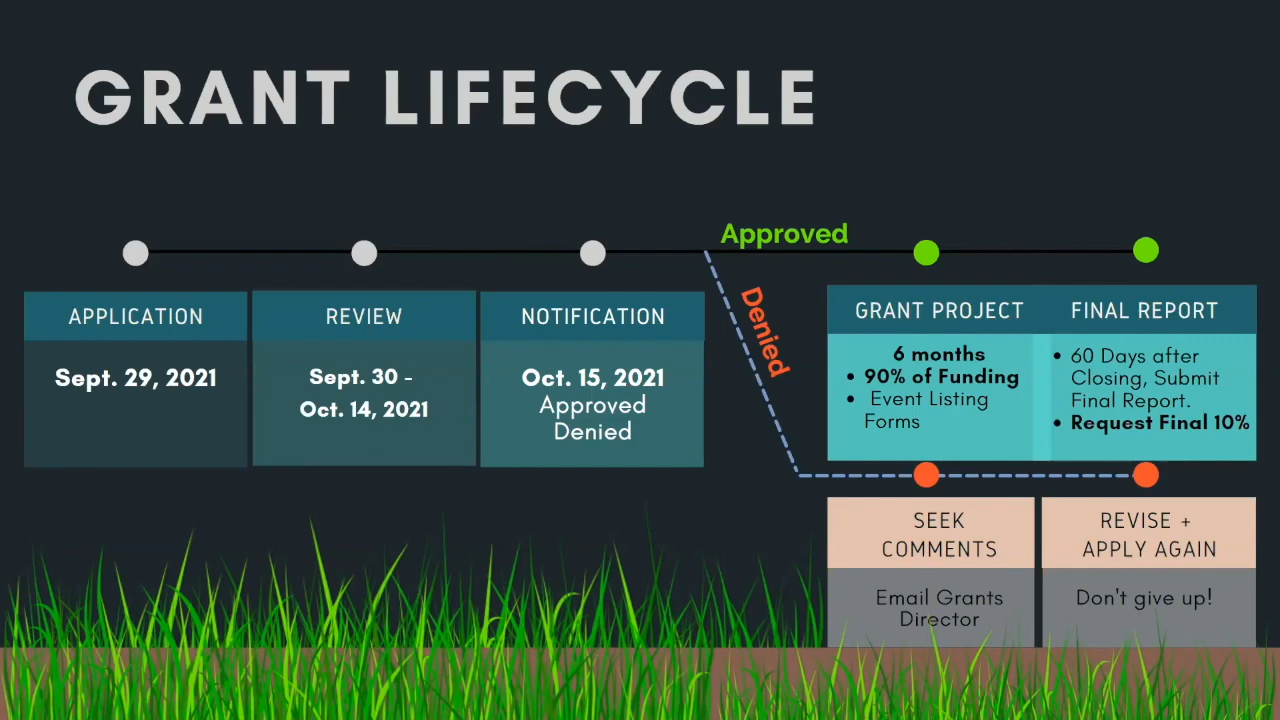 GRANT LIFECYCLE
Approved
Denied
APPLICATION
Sept. 29, 2021
REVIEW
Sept. 30 -
Oct. 14, 2021
NOTIFICATION
Oct. 15, 2021
Approved
Denied
GRANT PROJECT
6 months
• 90% of Funding
• Event Listing
Forms
FINAL REPORT
• 60 Days after
Closing, Submit
Final Report.
• Request Final 10%
SEEK
COMMENTS
Email Grants
Director
REVISE +
APPLY AGAIN
Don't give up!